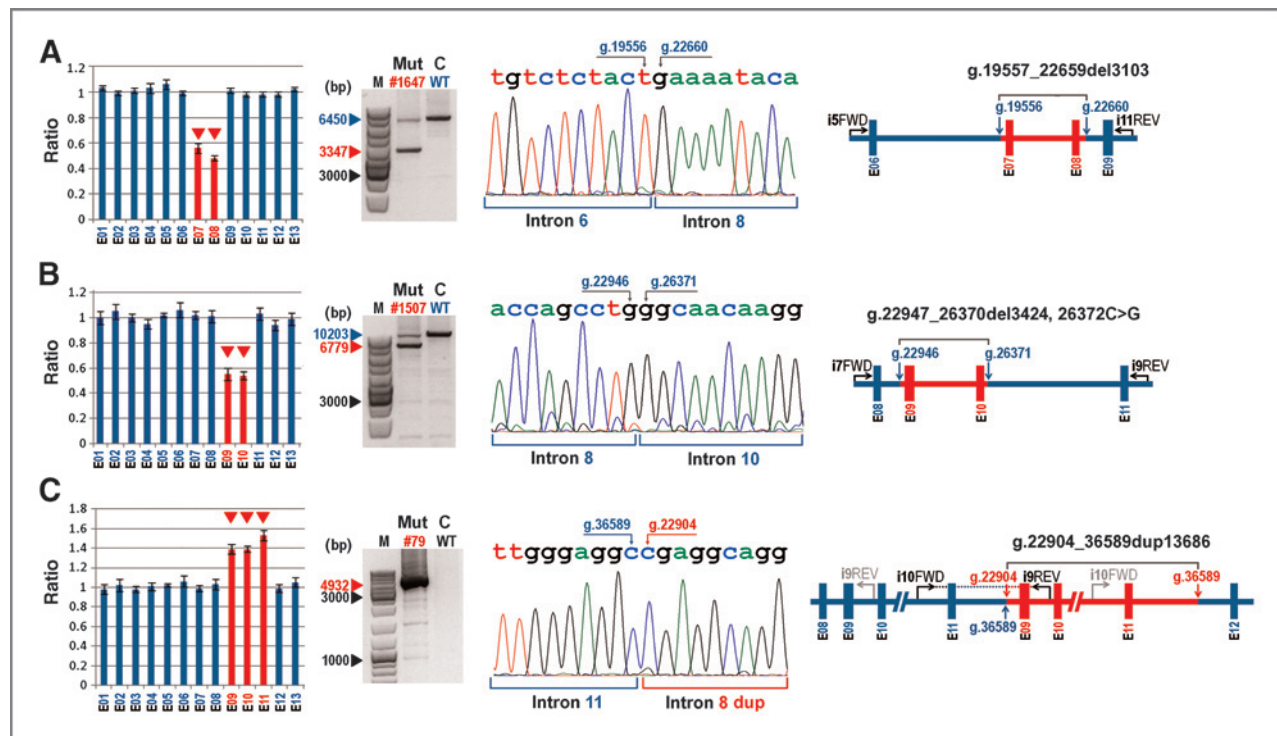 A
Ratio
1.2
1
0.8
0.6
0.4
0.2
0
E01 E02 E03 E04 E05 E06 E07 E08 E09 E10 E11 E12 E13
Mut C
(bp) M #1647 WT
6450
3347
3000
g.19556 g.22660
tgtctctactgaaaataca
Intron 6 Intron 8
g.19557_22659del3103
g.19556 g.22660
i5FWD i11REV
E06 E07 E08 E09
B
Ratio
1.2
1
0.8
0.6
0.4
0.2
0
E01 E02 E03 E04 E05 E06 E07 E08 E09 E10 E11 E12 E13
Mut C
(bp) M #1507 WT
10203
6779
3000
g.22946 g.26371
accagcctgggcaacaagg
Intron 8 Intron 10
g.22947_26370del3424, 26372C>G
g.22946 g.26371
i7FWD i9REV
E08 E09 E10 E11
C
Ratio
1.8
1.6
1.4
1.2
1
0.8
0.6
0.4
0.2
0
E01 E02 E03 E04 E05 E06 E07 E08 E09 E10 E11 E12 E13
Mut C
(bp) M #79 WT
4932
3000
1000
g.36589 g.22904
ttgggaggccgaggcagg
Intron 11 Intron 8 dup
g.22904_36589dup13686
i9REV i10FWD g.22904 i9REV i10FWD g.36589
g.36589
E08 E09 E10 E11 E09 E10 E11 E12